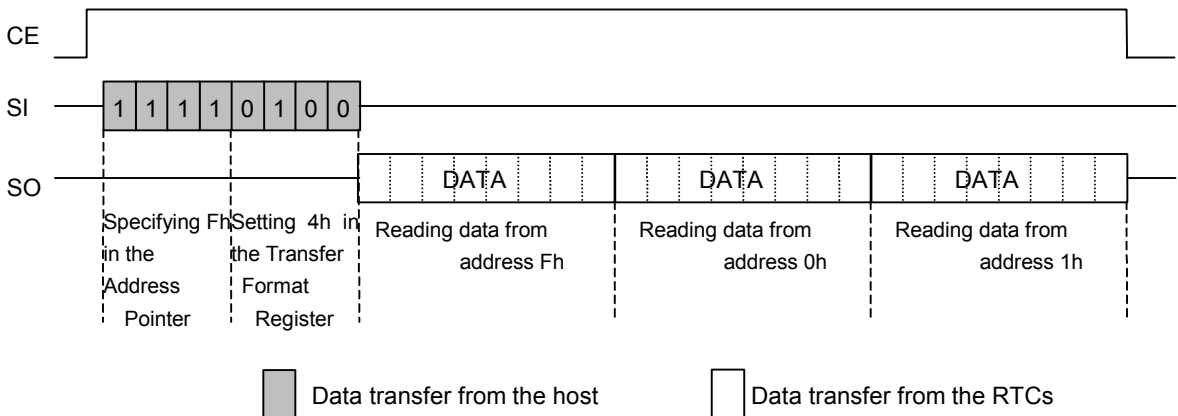 CE
SI
1 1 1 1 0 1 0 0
SO
DATA DATA DATA
Specifying Fh
in the
Address
Pointer
Setting 4h in
the Transfer
Format
Register
Reading data from
address Fh
Reading data from
address 0h
Reading data from
address 1h
Data transfer from the host
Data transfer from the RTCs